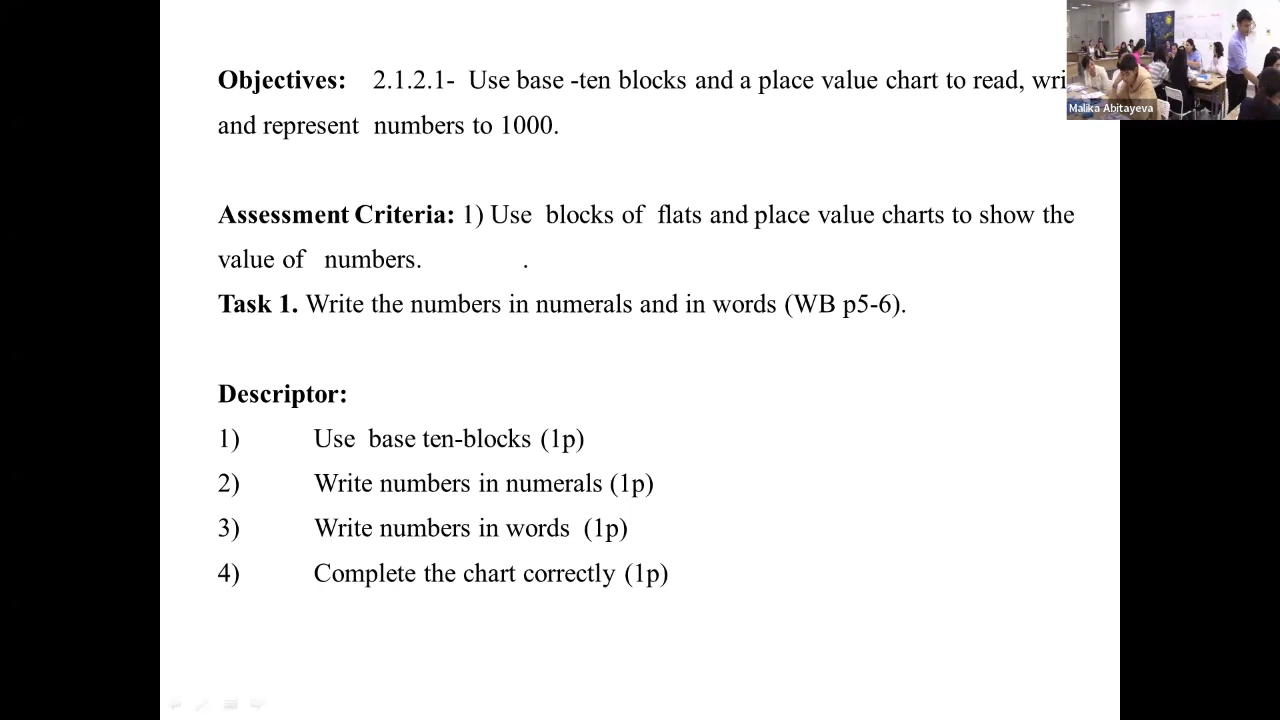 Objectives: 2.1.2.1- Use base -ten blocks and a place value chart to read, wri
and represent numbers to 1000.
Malika Abitayeva
Assessment Criteria: 1) Use blocks of flats and place value charts to show the
value of numbers. .
Task 1. Write the numbers in numerals and in words (WB p5-6).
Descriptor:
1) Use base ten-blocks (1p)
2) Write numbers in numerals (1p)
3) Write numbers in words (1p)
4) Complete the chart correctly (1p)